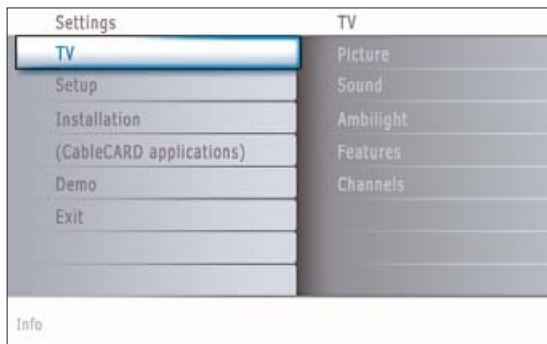 Settings
TV
TV
Setup
Installation
(CableCARD applications)
Demo
Exit
Picture
Sound
Ambilight
Features
Channels
Info